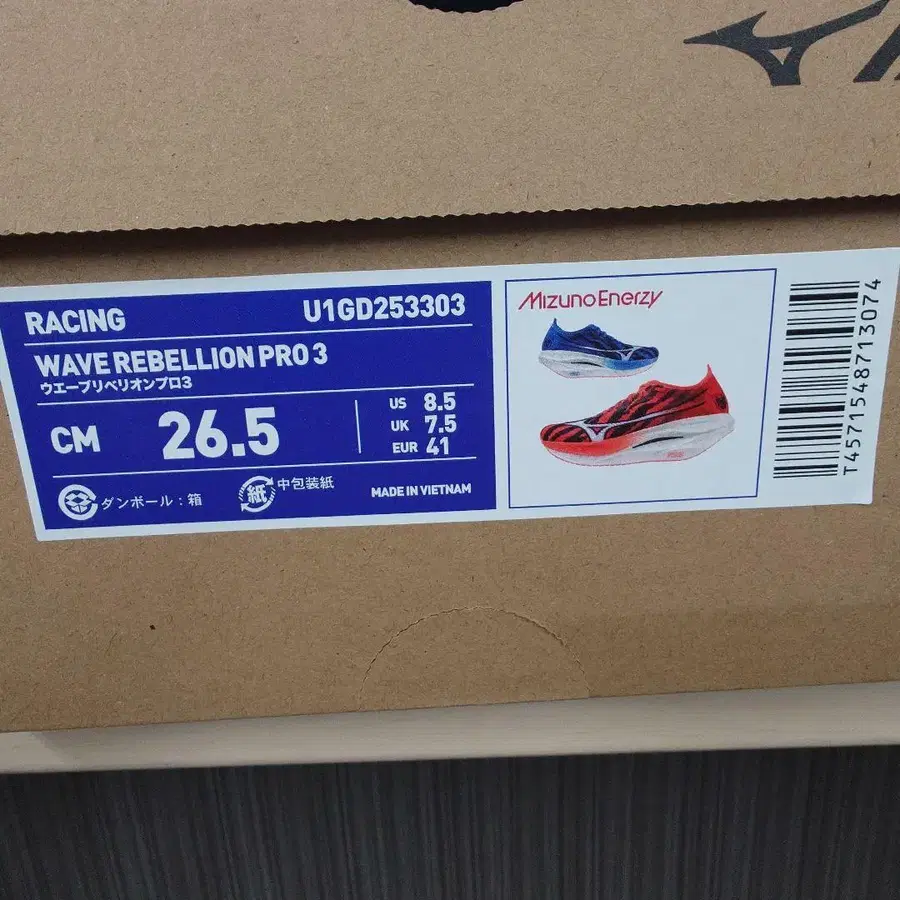 RACING U1GD253303
WAVE REBELLION PRO 3
ウエーブリベリオンプロ3
CM 26.5
US 8.5
UK 7.5
EUR 41
ダンボール：箱
紙 中包装紙
MADE IN VIETNAM
MizunoEnerzy
T4571548713074